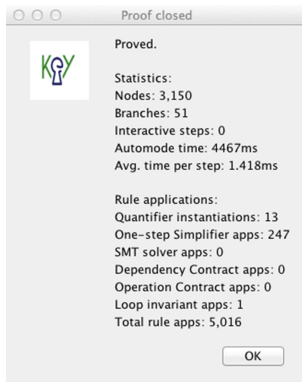 Proof closed
KeY
Proved.
Statistics:
Nodes: 3,150
Branches: 51
Interactive steps: 0
Automode time: 4467ms
Avg. time per step: 1.418ms
Rule applications:
Quantifier instantiations: 13
One-step Simplifier apps: 247
SMT solver apps: 0
Dependency Contract apps: 0
Operation Contract apps: 0
Loop invariant apps: 1
Total rule apps: 5,016
OK